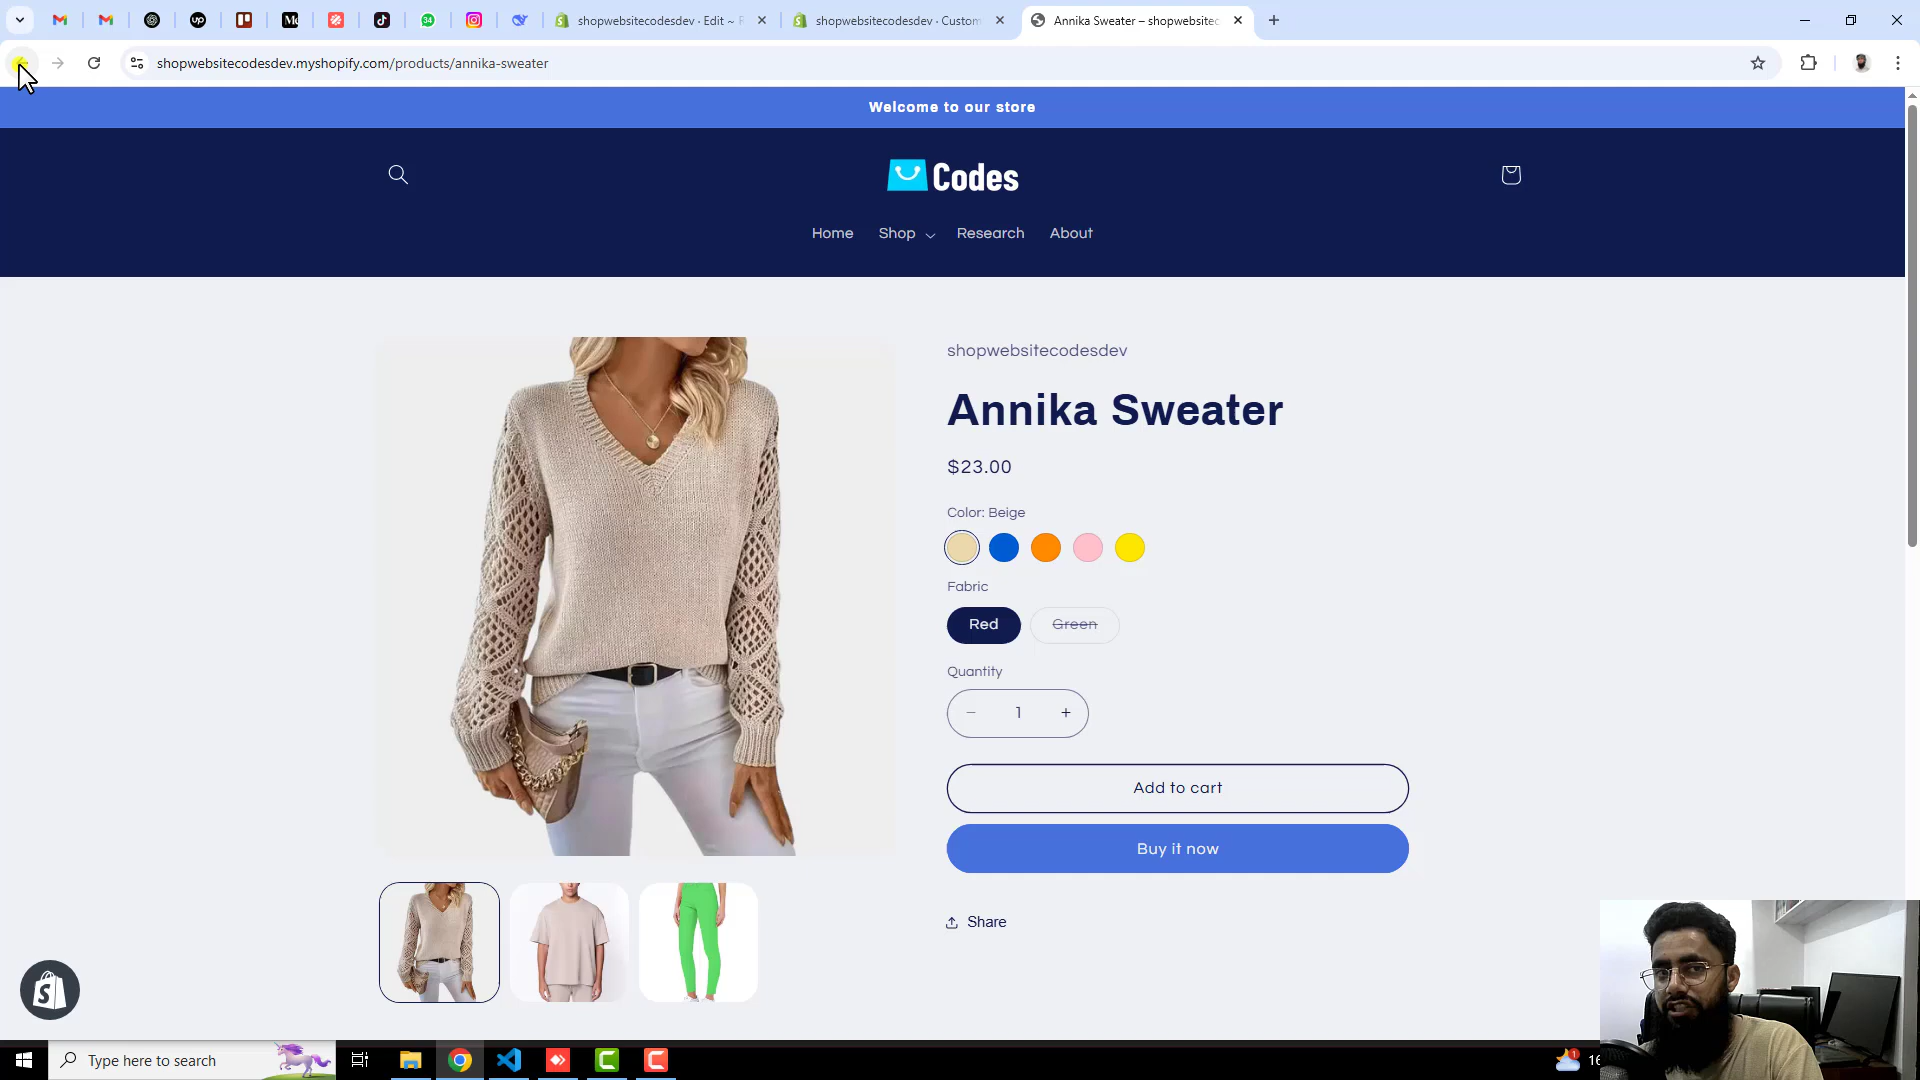 shopwebsitecodesdev · Edit ~
shopwebsitecodesdev · Custom
Annika Sweater – shopwebsitec
shopwebsitecodesdev.myshopify.com/products/annika-sweater
Welcome to our store
Codes
Home
Shop
Research
About
shopwebsitecodesdev
Annika Sweater
$23.00
Color: Beige
Fabric
Red
Green
Quantity
1
Add to cart
Buy it now
Share
Type here to search
1
16